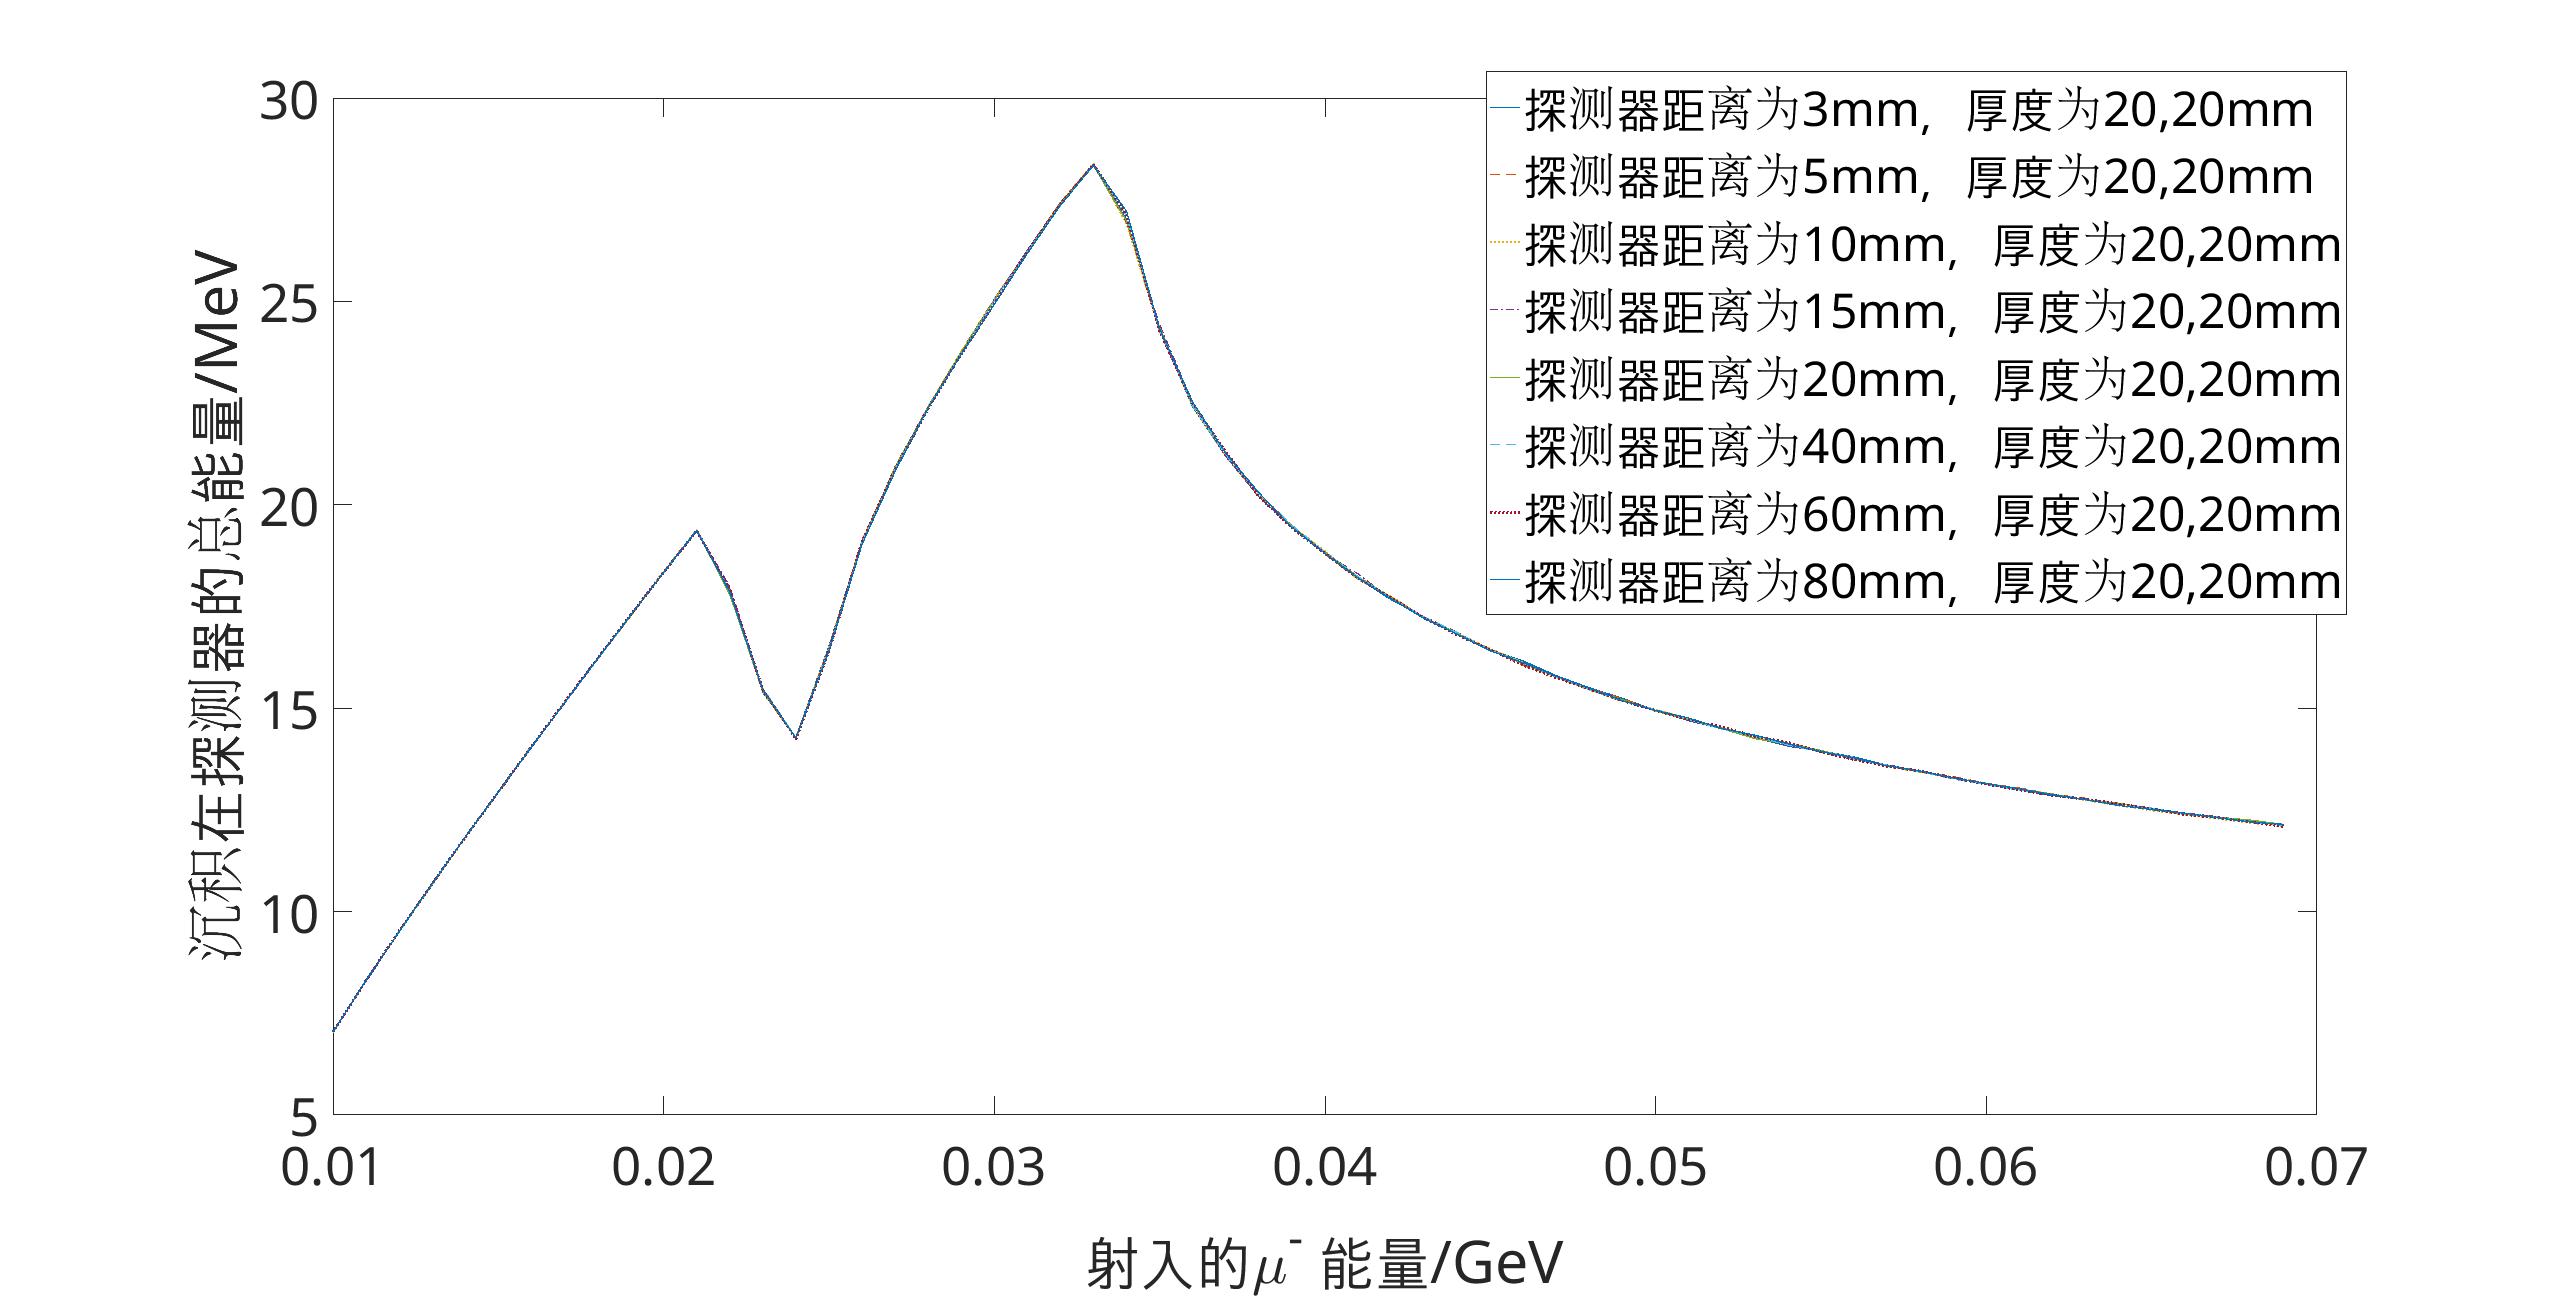 沉积在探测器的总能量/MeV
30
25
20
15
10
5
探测器距离为3mm，厚度为20,20mm
探测器距离为5mm，厚度为20,20mm
探测器距离为10mm，厚度为20,20mm
探测器距离为15mm，厚度为20,20mm
探测器距离为20mm，厚度为20,20mm
探测器距离为40mm，厚度为20,20mm
探测器距离为60mm，厚度为20,20mm
探测器距离为80mm，厚度为20,20mm
0.01 0.02 0.03 0.04 0.05 0.06 0.07
射入的μ⁻ 能量/GeV